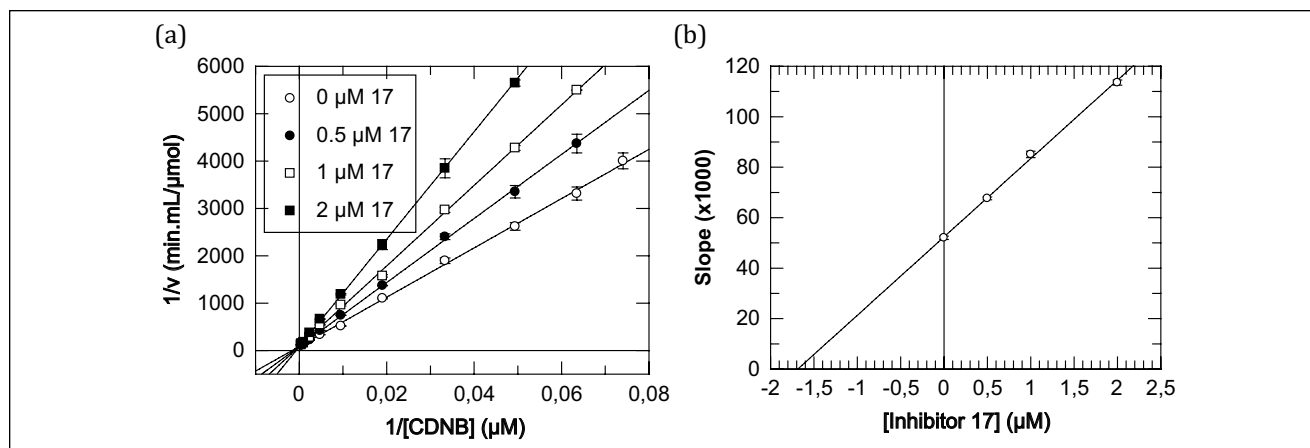 (a)
6000
5000
4000
3000
2000
1000
0
1/v (min.mL/µmol)
0 µM 17
0.5 µM 17
1 µM 17
2 µM 17
0
0,02
0,04
0,06
0,08
1/[CDNB] (µM)
(b)
120
100
80
60
40
20
0
Slope (x1000)
-2
-1,5
-1
-0,5
0
0,5
1
1,5
2
2,5
[Inhibitor 17] (µM)